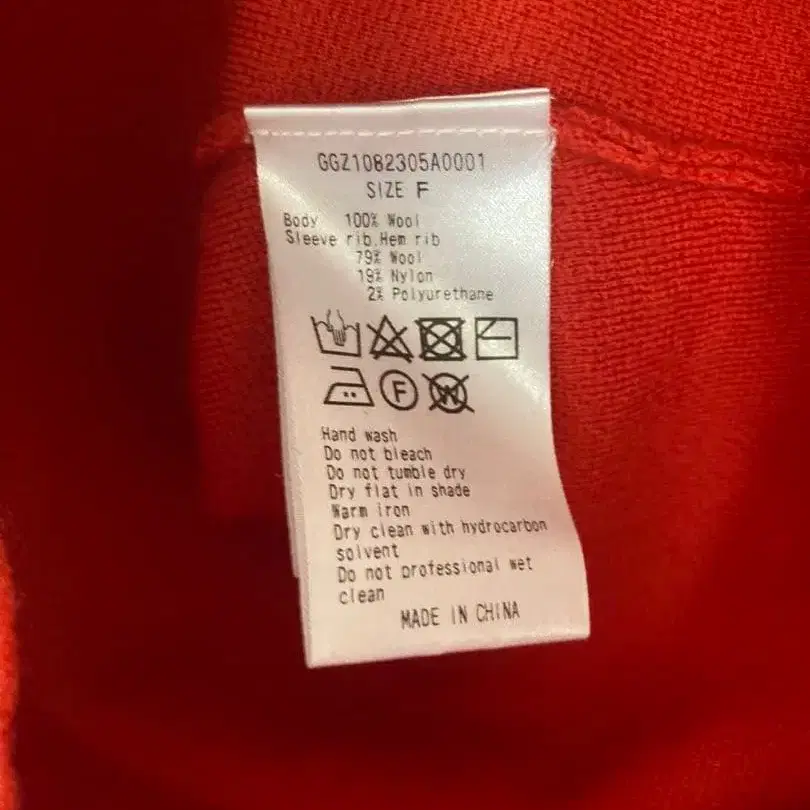 GGZ1082305A0001
SIZE F
Body 100% Wool
Sleeve rib,Hem rib
79% Wool
19% Nylon
2% Polyurethane
F W
Hand wash
Do not bleach
Do not tumble dry
Dry flat in shade
Warm iron
Dry clean with hydrocarbon
solvent
Do not professional wet
clean
MADE IN CHINA